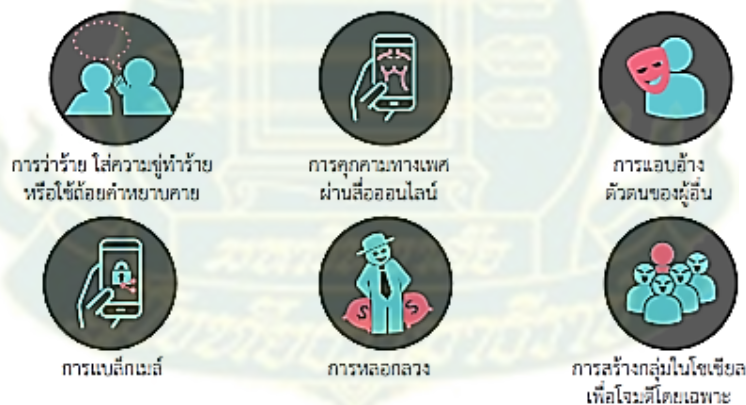 การว่าร้าย ใส่ความขู่ทำร้าย
หรือใช้ถ้อยคำหยาบคาย
การคุกคามทางเพศ
ผ่านสื่อออนไลน์
การแอบอ้าง
ตัวตนของผู้อื่น
การแบล็กเมล์
การหลอกลวง
การสร้างกลุ่มในโซเชียล
เพื่อโจมตีโดยเฉพาะ